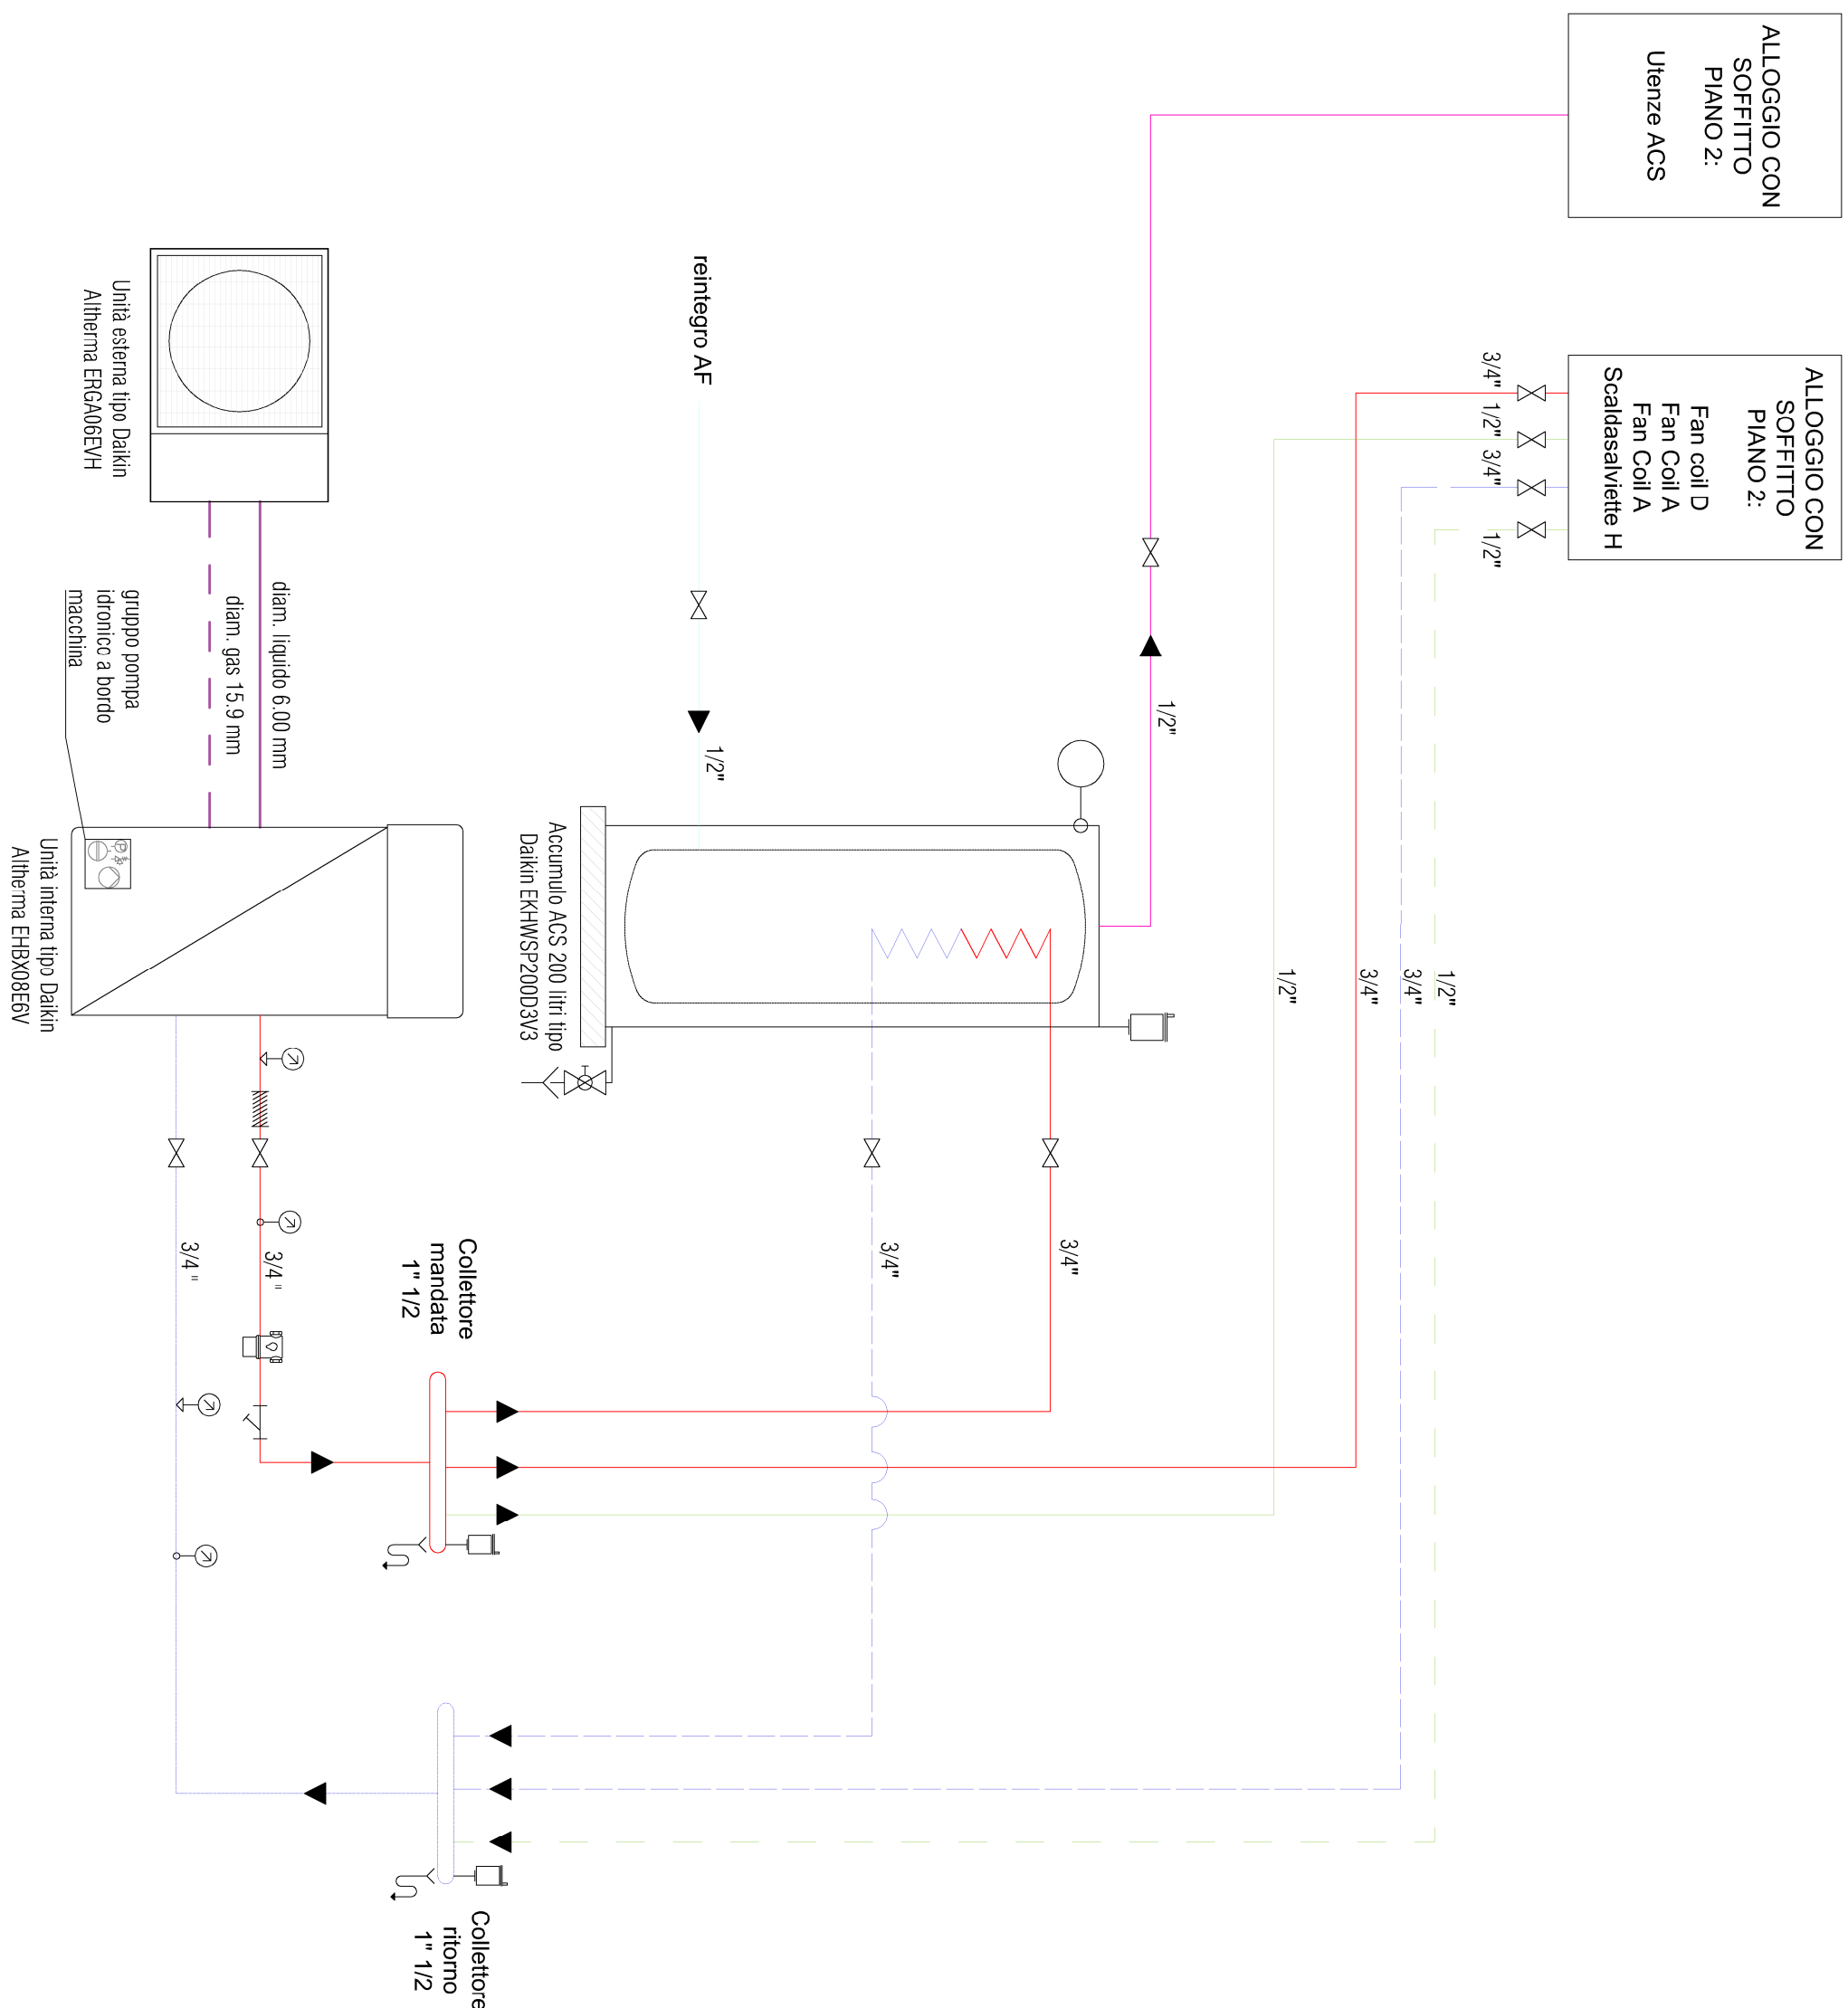 ALLOGGIO CON
SOFFITTO
PIANO 2:
Utenze ACS
ALLOGGIO CON
SOFFITTO
PIANO 2:
Fan coil D
Fan Coil A
Fan Coil A
Scaldasalviette H
3/4"
1/2"
3/4"
1/2"
1/2"
reintegro AF
1/2"
1/2"
3/4"
3/4"
1/2"
Accumulo ACS 200 litri tipo
Daikin EKHWSP200D3V3
3/4"
3/4"
Unità esterna tipo Daikin
Altherma ERGA06EVH
diam. liquido 6.00 mm
diam. gas 15.9 mm
gruppo pompa
idronico a bordo
macchina
P
Unità interna tipo Daikin
Altherma EHBX08E6V
3/4 "
3/4 "
Collettore
mandata
1" 1/2
Collettore
ritorno
1" 1/2